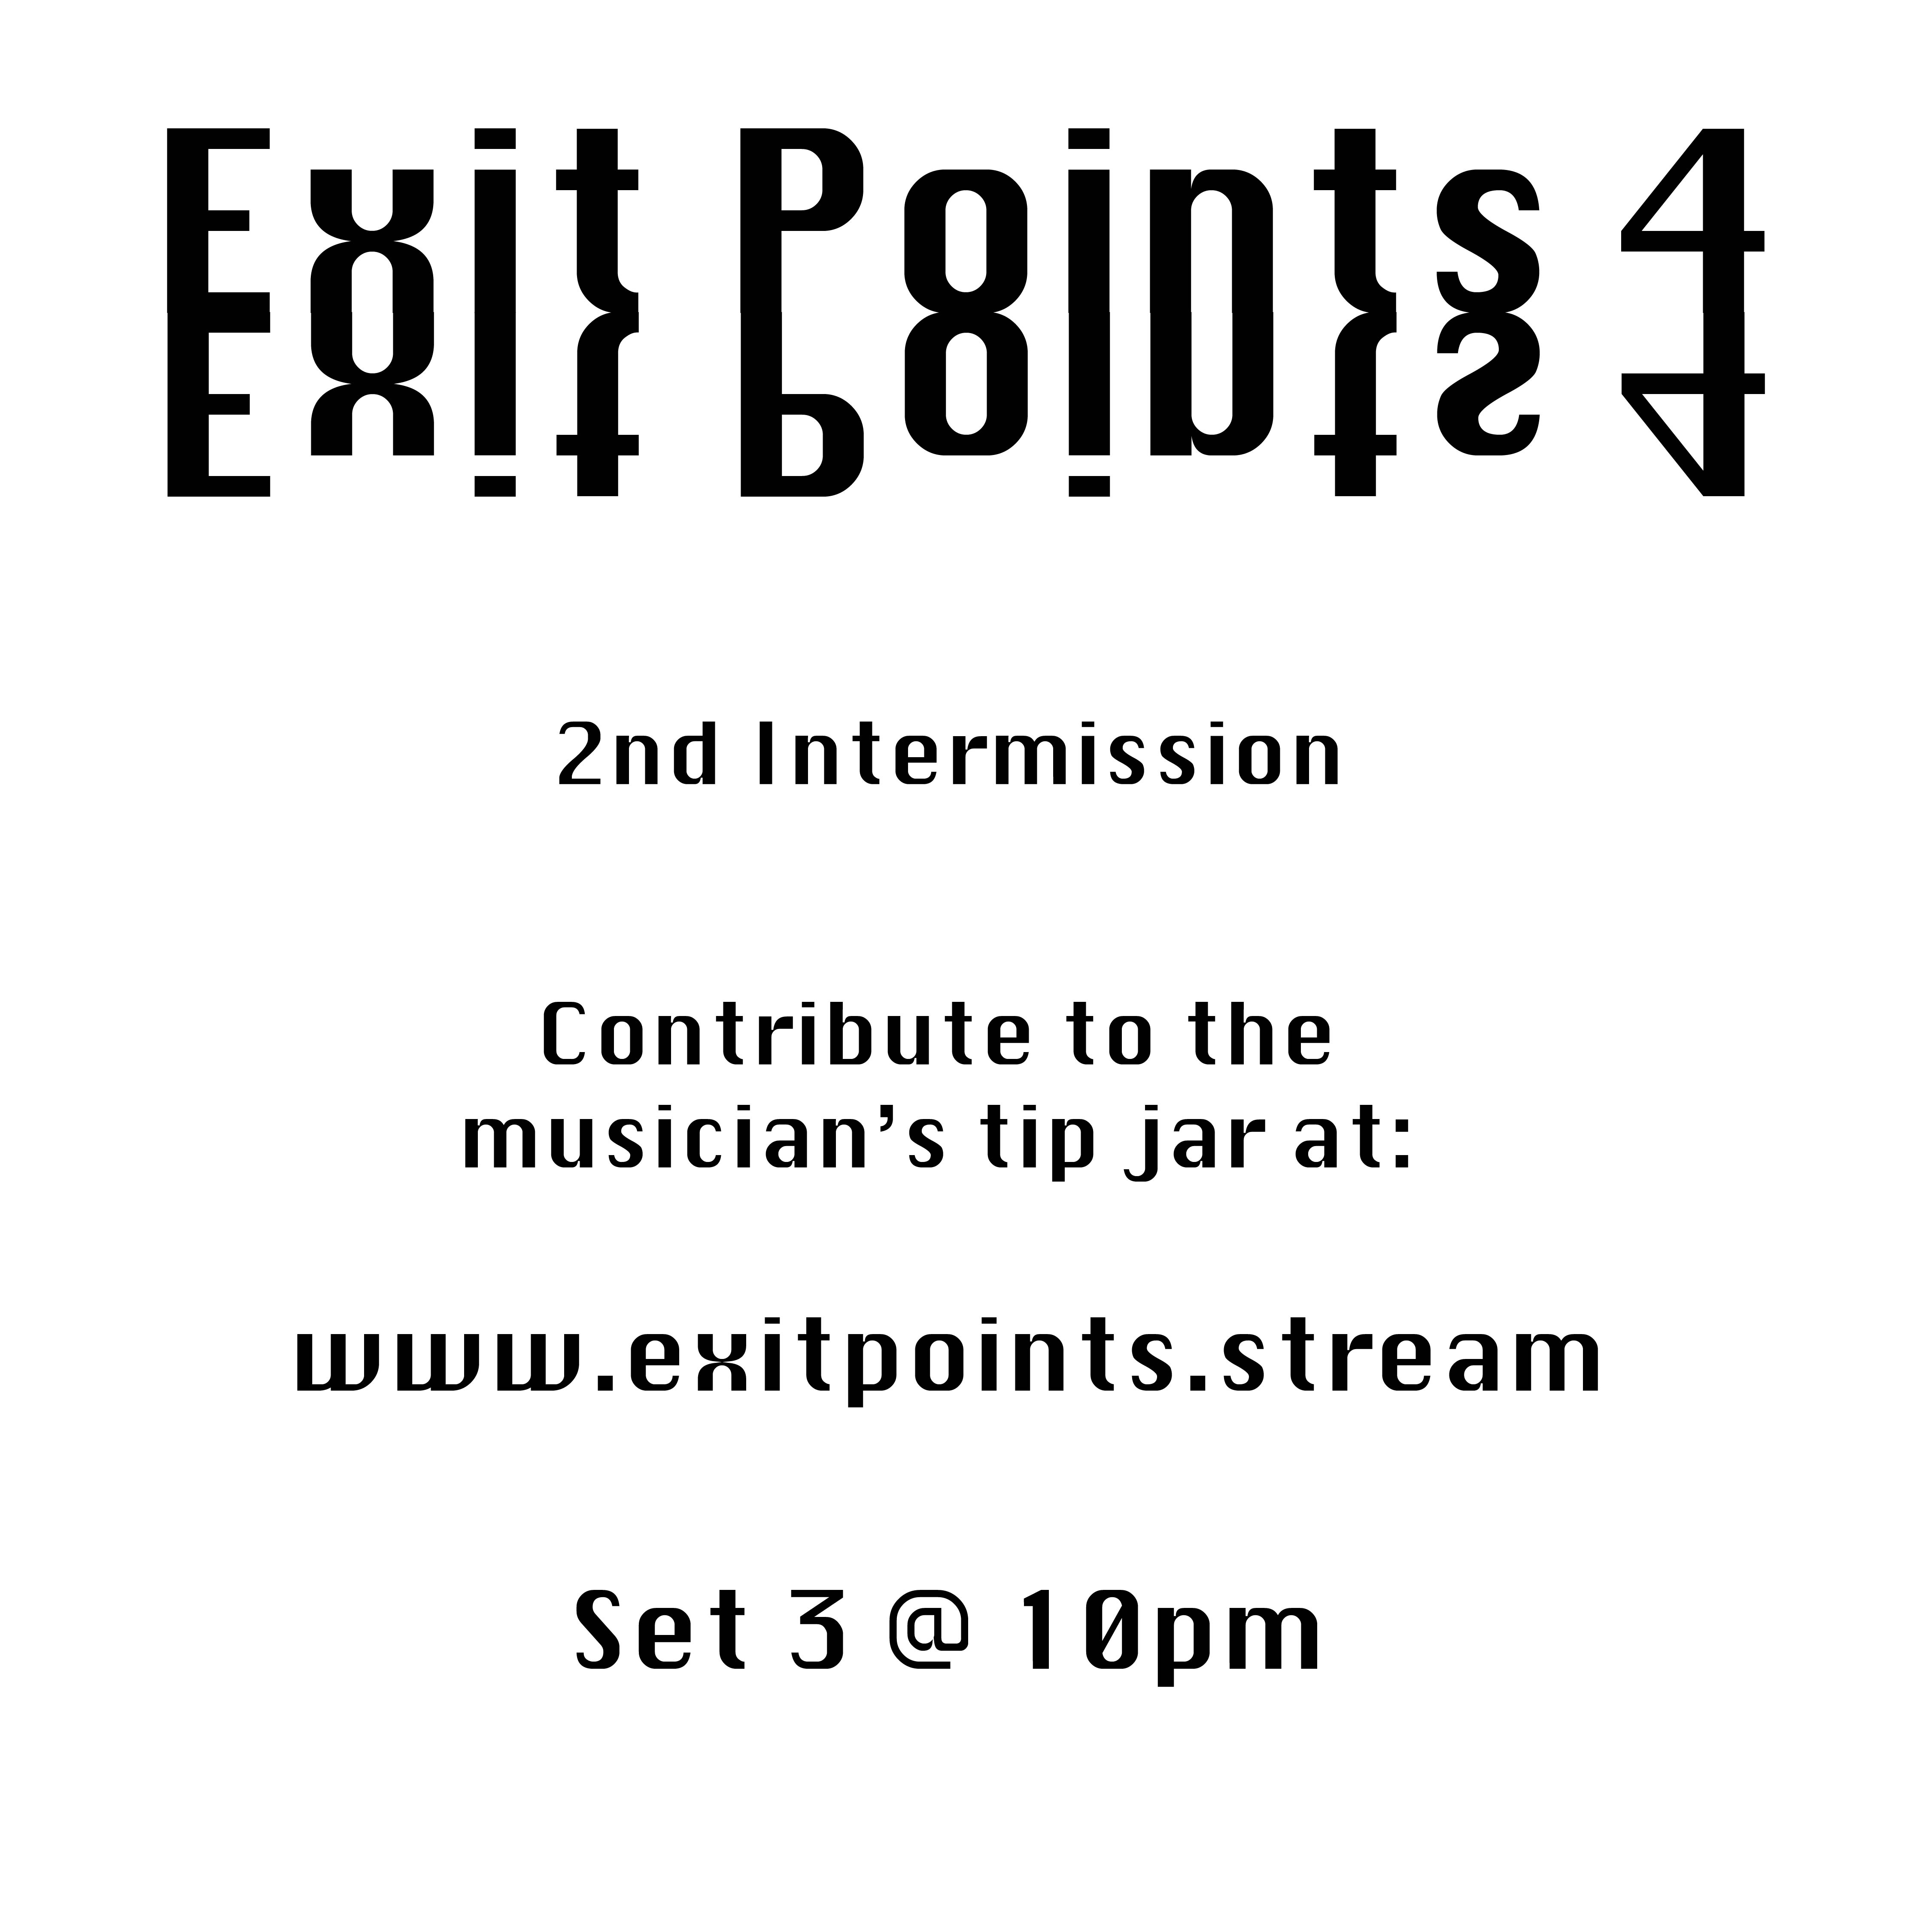 Exit Points 4
2nd Intermission
Contribute to the
musician’s tip jar at:
www.exitpoints.stream
Set 3 @ 10pm